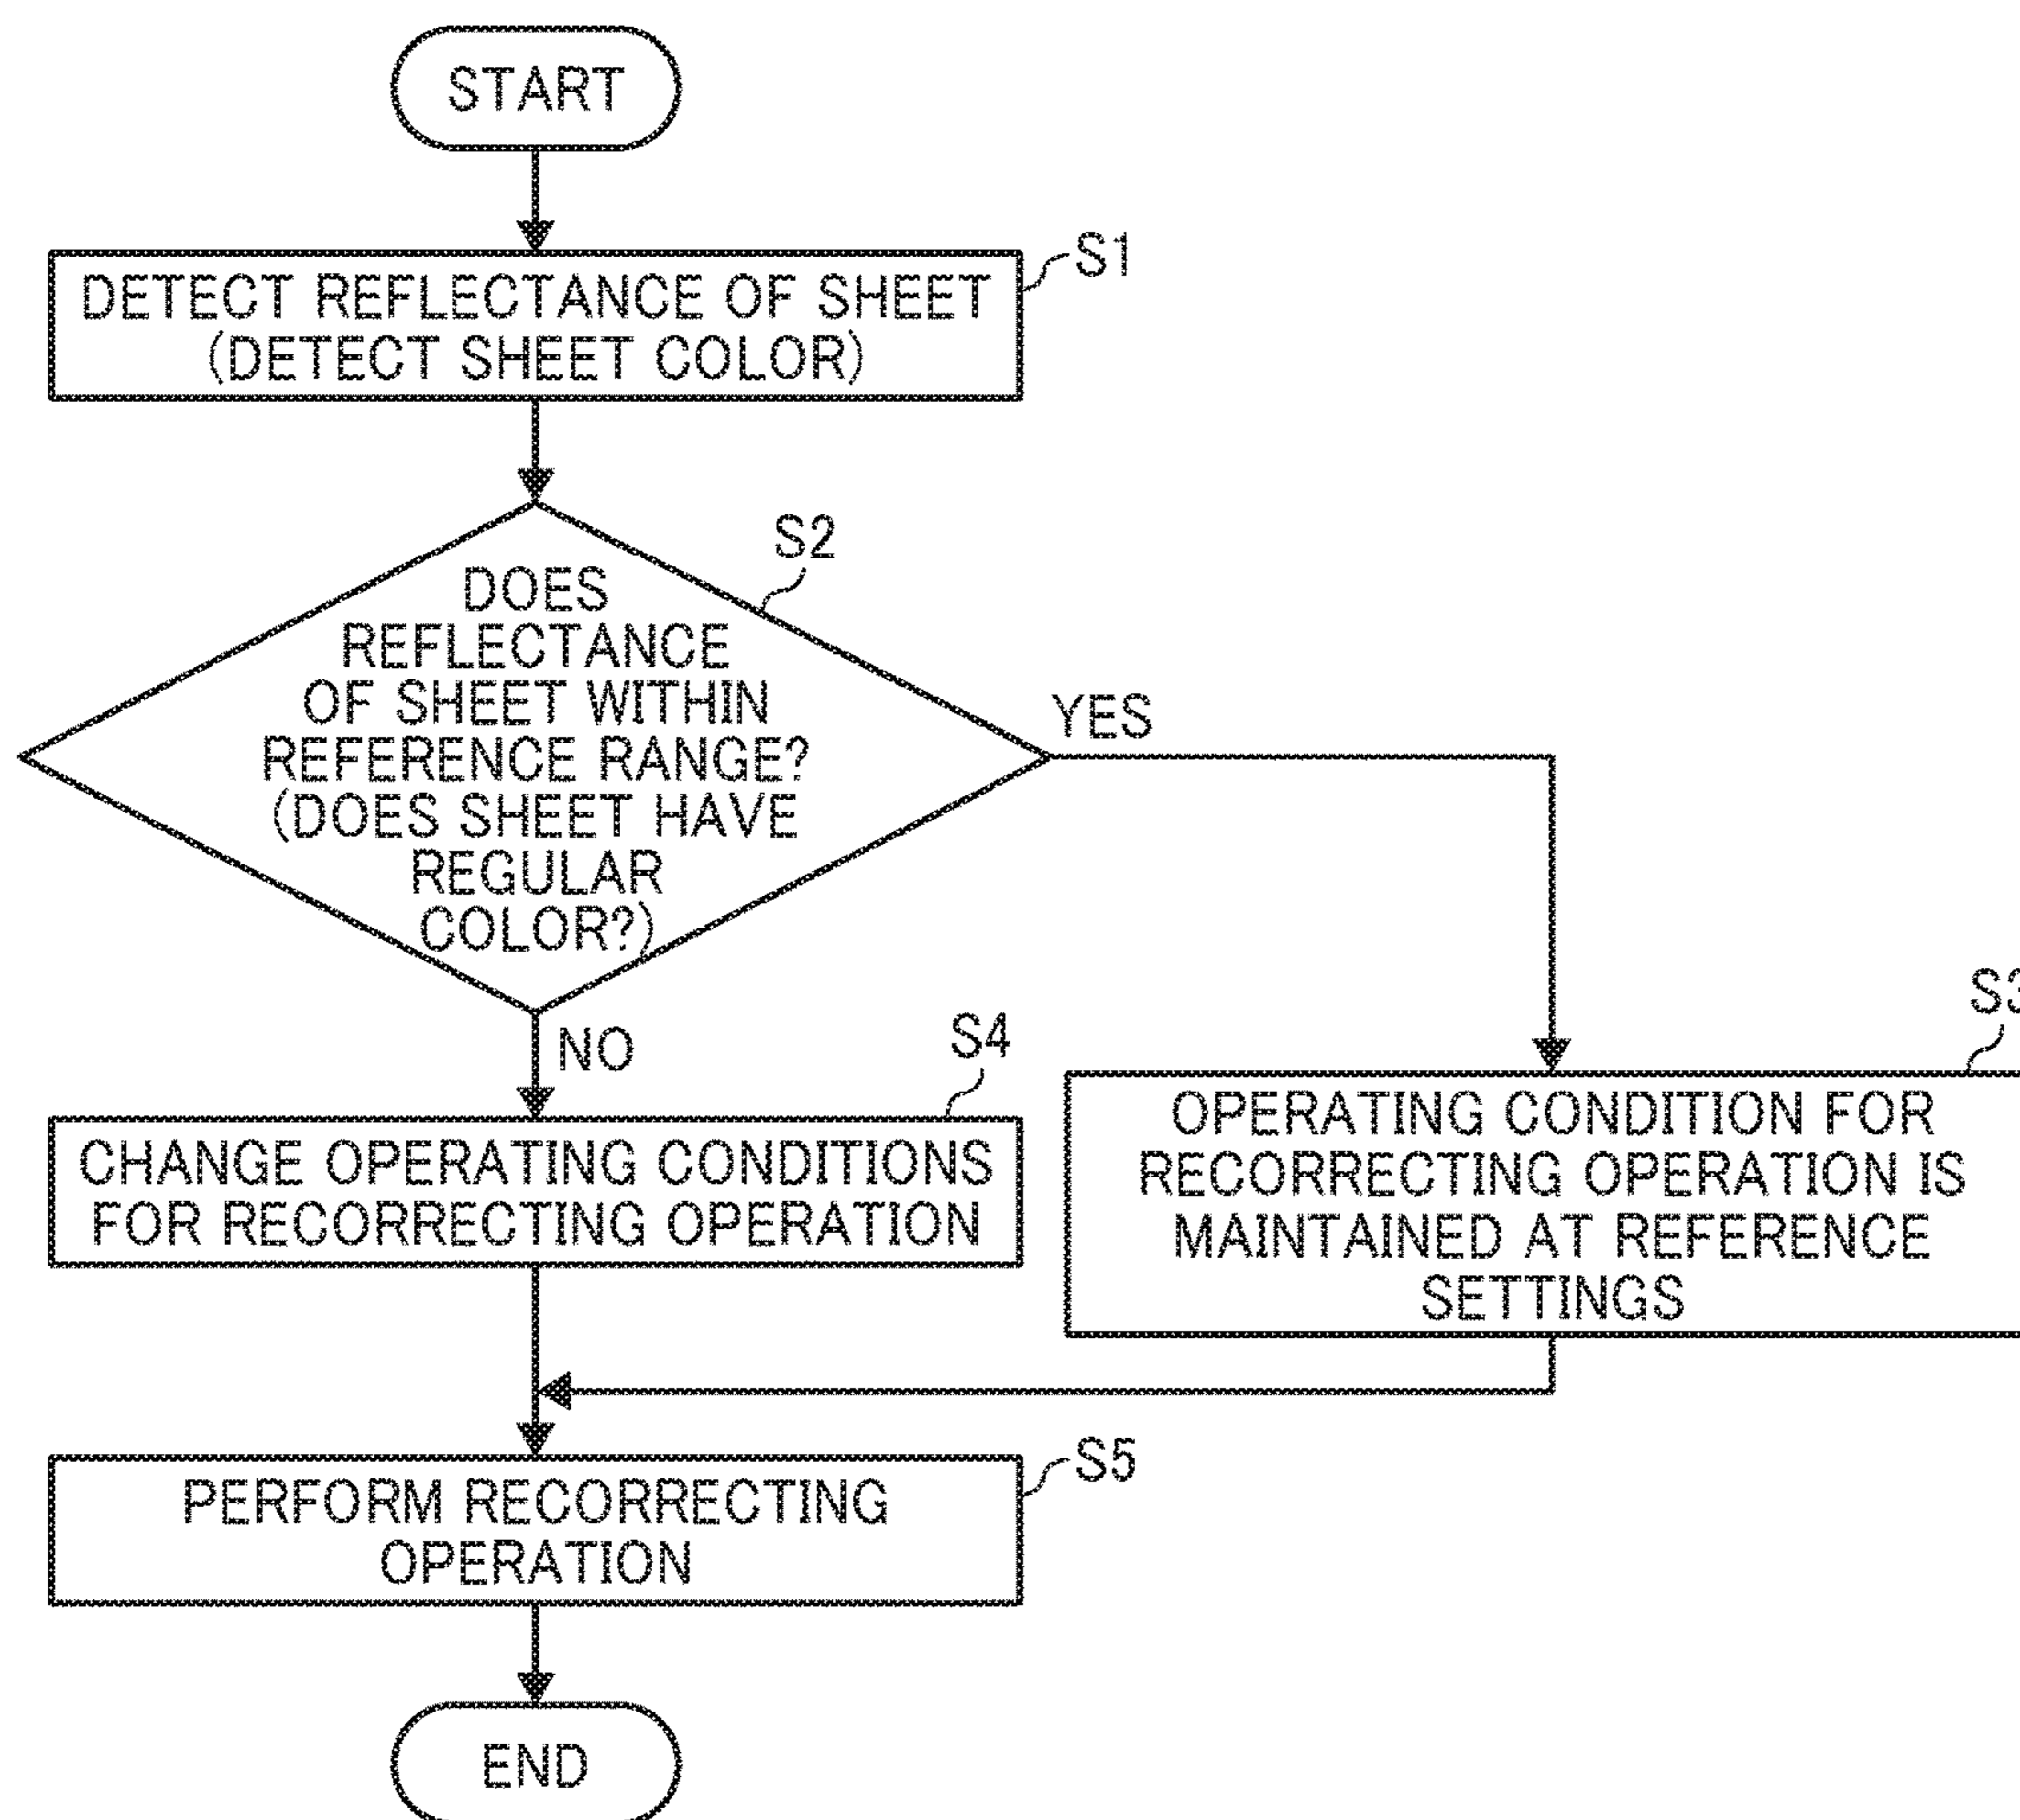 START
S1
DETECT REFLECTANCE OF SHEET
(DETECT SHEET COLOR)
S2
DOES
REFLECTANCE
OF SHEET WITHIN
REFERENCE RANGE?
(DOES SHEET HAVE
REGULAR
COLOR?)
YES
NO
S4
CHANGE OPERATING CONDITIONS
FOR RECORRECTING OPERATION
S3
OPERATING CONDITION FOR
RECORRECTING OPERATION IS
MAINTAINED AT REFERENCE
SETTINGS
S5
PERFORM RECORRECTING
OPERATION
END